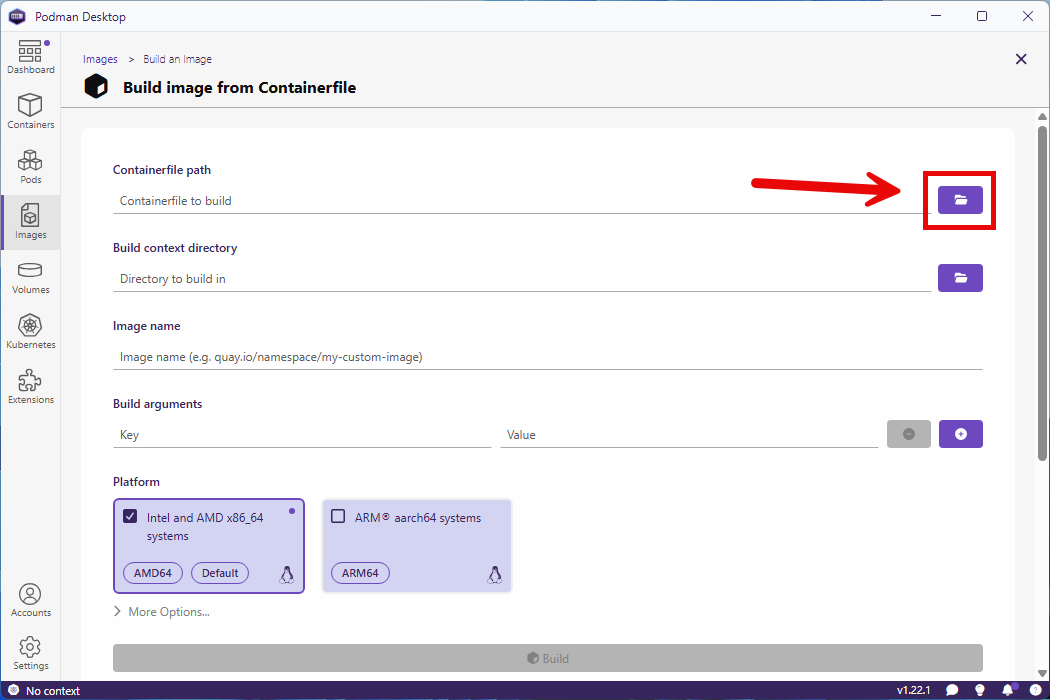 Podman Desktop
Dashboard
Containers
Pods
Images
Volumes
Kubernetes
Extensions
Accounts
Settings
Images > Build an Image
Build image from Containerfile
Containerfile path
Containerfile to build
Build context directory
Directory to build in
Image name
Image name (e.g. quay.io/namespace/my-custom-image)
Build arguments
Key Value
Platform
Intel and AMD x86_64
systems
AMD64 Default
ARM® aarch64 systems
ARM64
More Options...
Build
No context v1.22.1